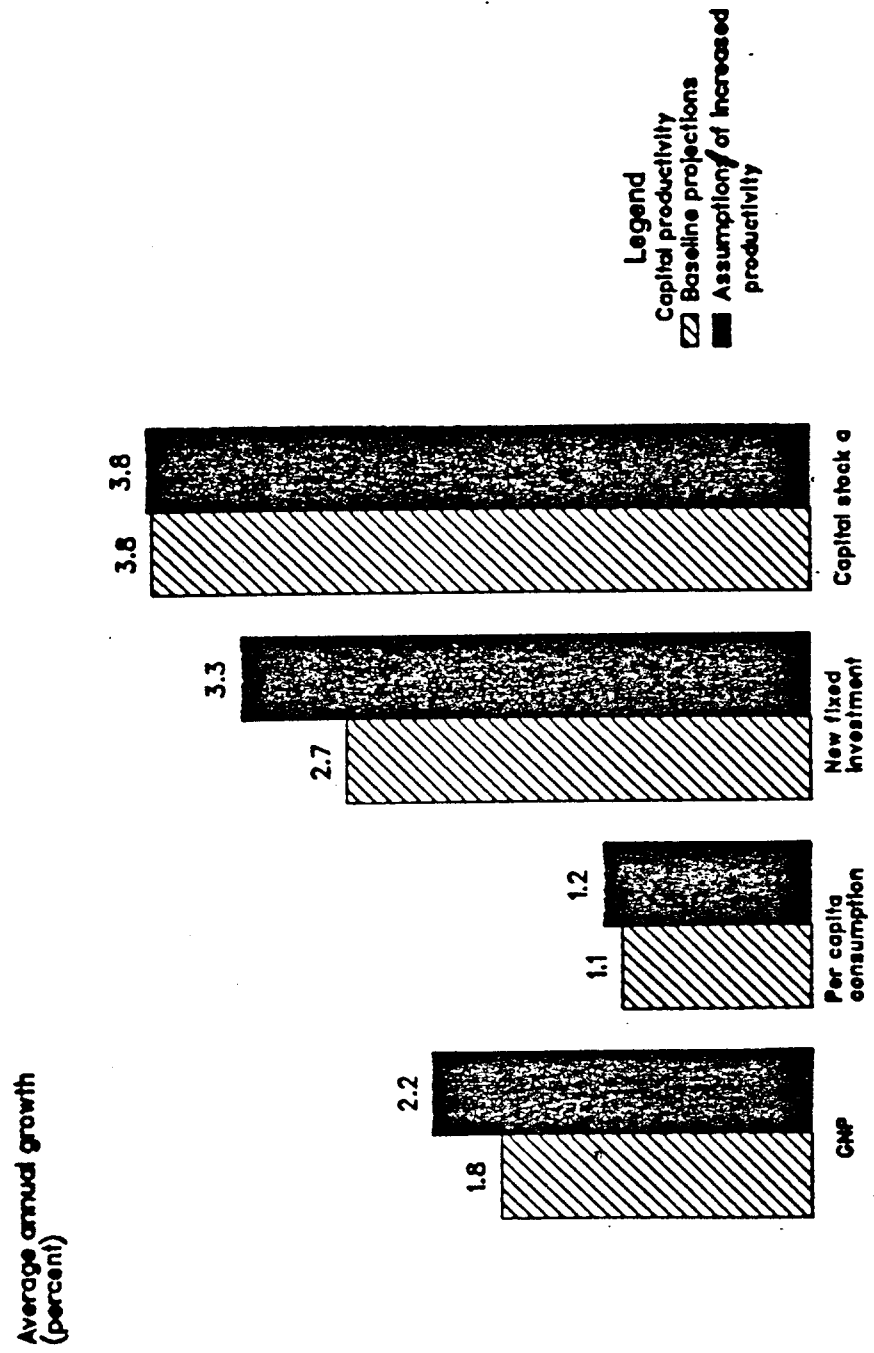 Average annual growth
(percent)
1.8
2.2
1.1
1.2
2.7
3.3
3.8
3.8
GNP
Per capita
consumption
New fixed
investment
Capital stock a
Legend
Capital productivity
Baseline projections
Assumptions of increased
productivity